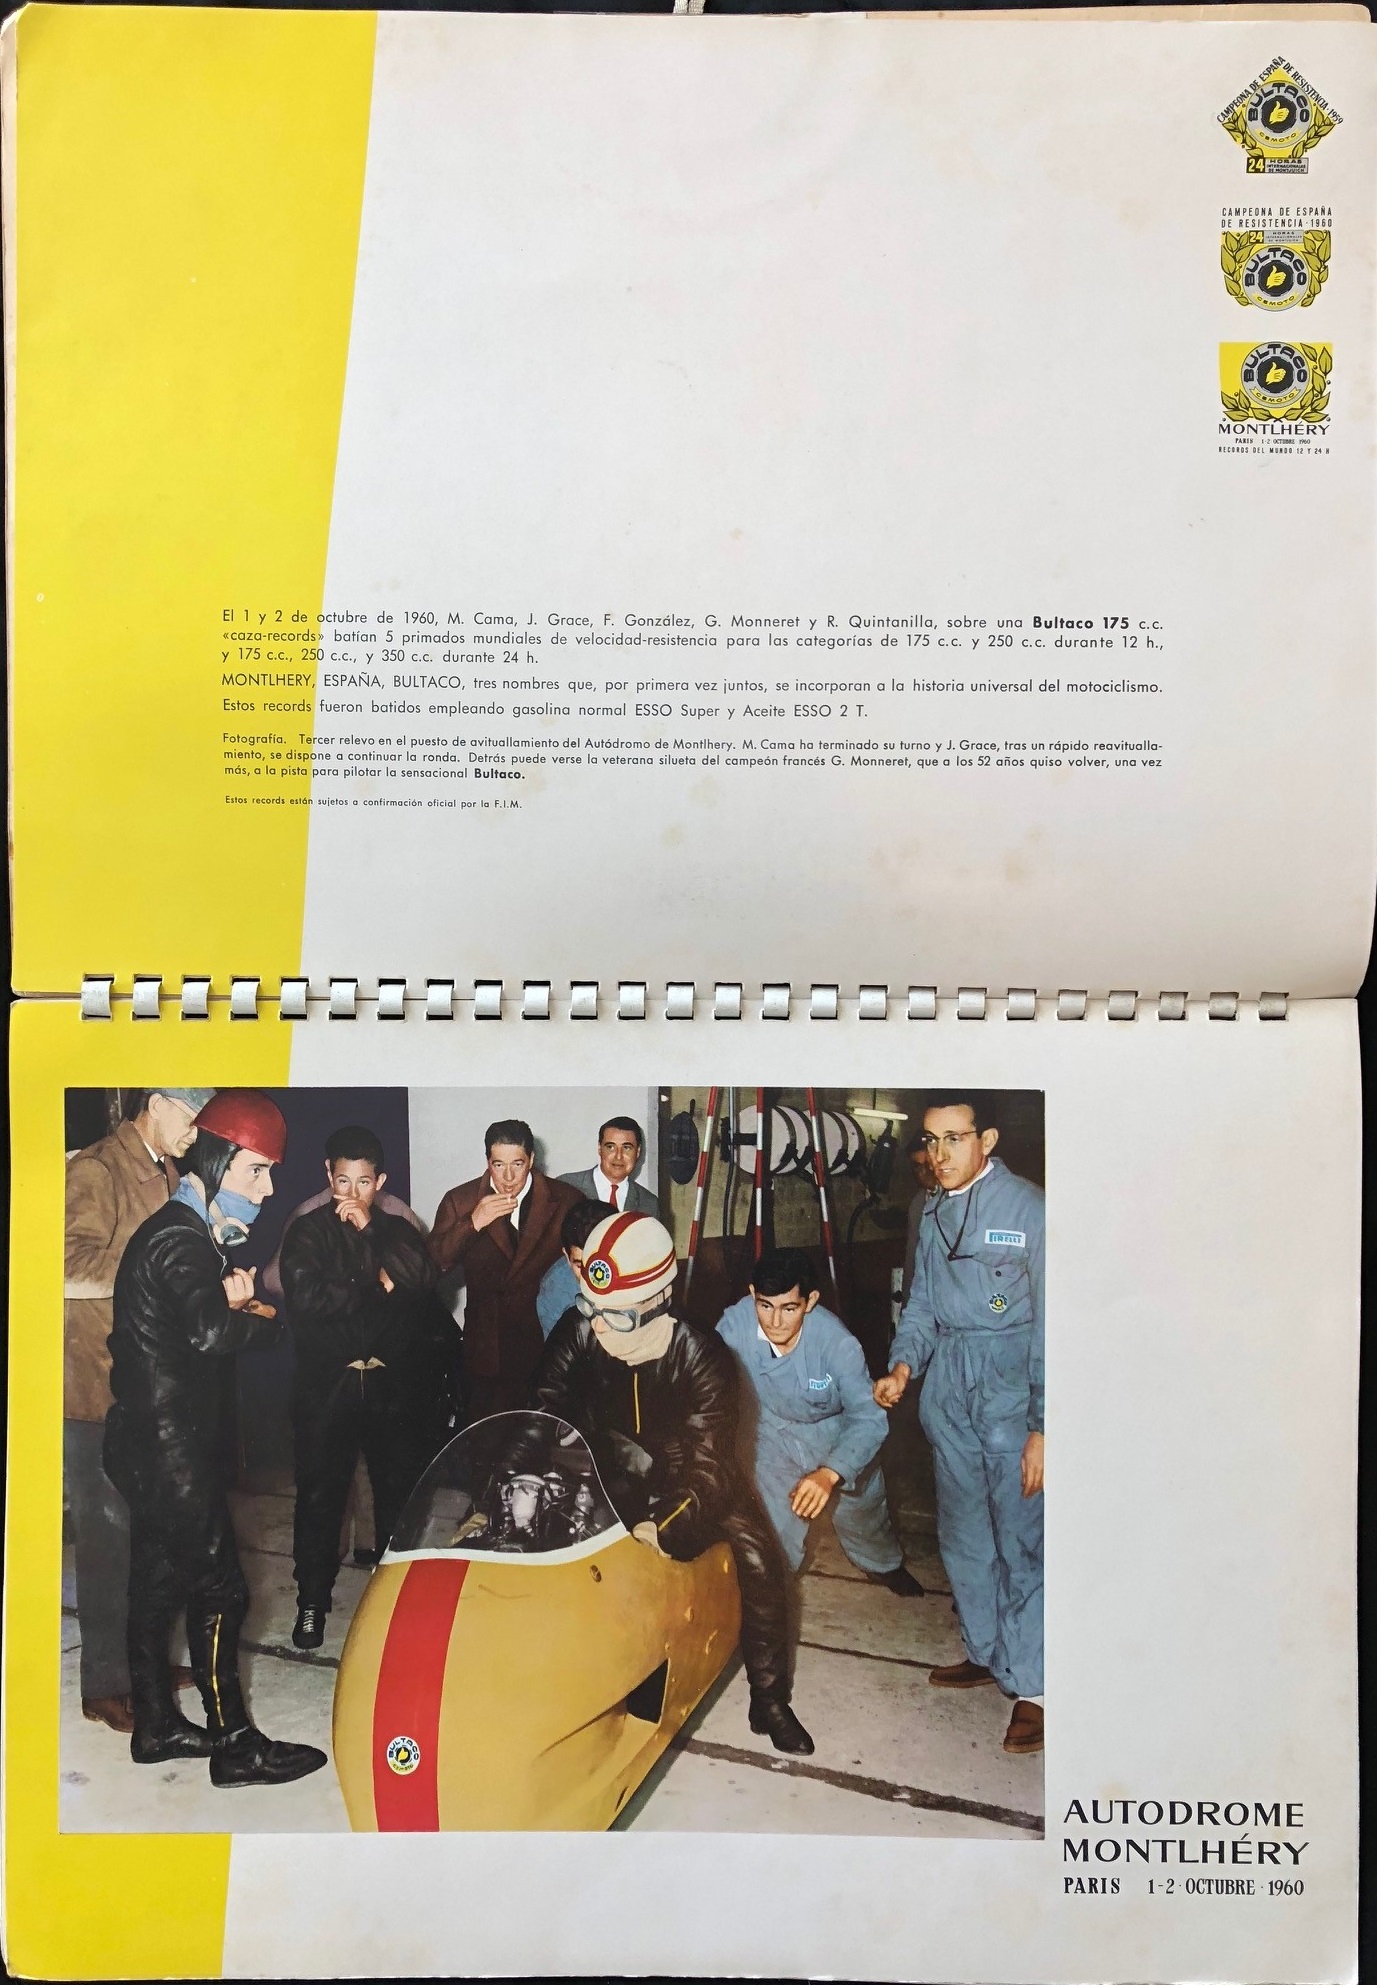 CAMPEONA DE ESPAÑA DE RESISTENCIA·1959
BULTACO
CEMOTO
24 HORAS
INTERNACIONALES
DE MONTJUICH
CAMPEONA DE ESPAÑA
DE RESISTENCIA·1960
24 HORAS
INTERNACIONALES
DE MONTJUICH
BULTACO
CEMOTO
BULTACO
CEMOTO
MONTLHÉRY
PARIS 1-2 OCTUBRE 1960
RECORDS DEL MUNDO 12 Y 24 H
El 1 y 2 de octubre de 1960, M. Cama, J. Grace, F. González, G. Monneret y R. Quintanilla, sobre una Bultaco 175 c.c.
«caza-records» batían 5 primados mundiales de velocidad-resistencia para las categorías de 175 c.c. y 250 c.c. durante 12 h.,
y 175 c.c., 250 c.c., y 350 c.c. durante 24 h.
MONTLHERY, ESPAÑA, BULTACO, tres nombres que, por primera vez juntos, se incorporan a la historia universal del motociclismo.
Estos records fueron batidos empleando gasolina normal ESSO Super y Aceite ESSO 2 T.
Fotografía. Tercer relevo en el puesto de avituallamiento del Autódromo de Montlhery. M. Cama ha terminado su turno y J. Grace, tras un rápido reavitualla-
miento, se dispone a continuar la ronda. Detrás puede verse la veterana silueta del campeón francés G. Monneret, que a los 52 años quiso volver, una vez
más, a la pista para pilotar la sensacional Bultaco.
Estos records están sujetos a confirmación oficial por la F.I.M.
PIRELLI
BULTACO
PIRELLI
BULTACO
BULTACO
CEMOTO
AUTODROME
MONTLHÉRY
PARIS 1-2·OCTUBRE·1960